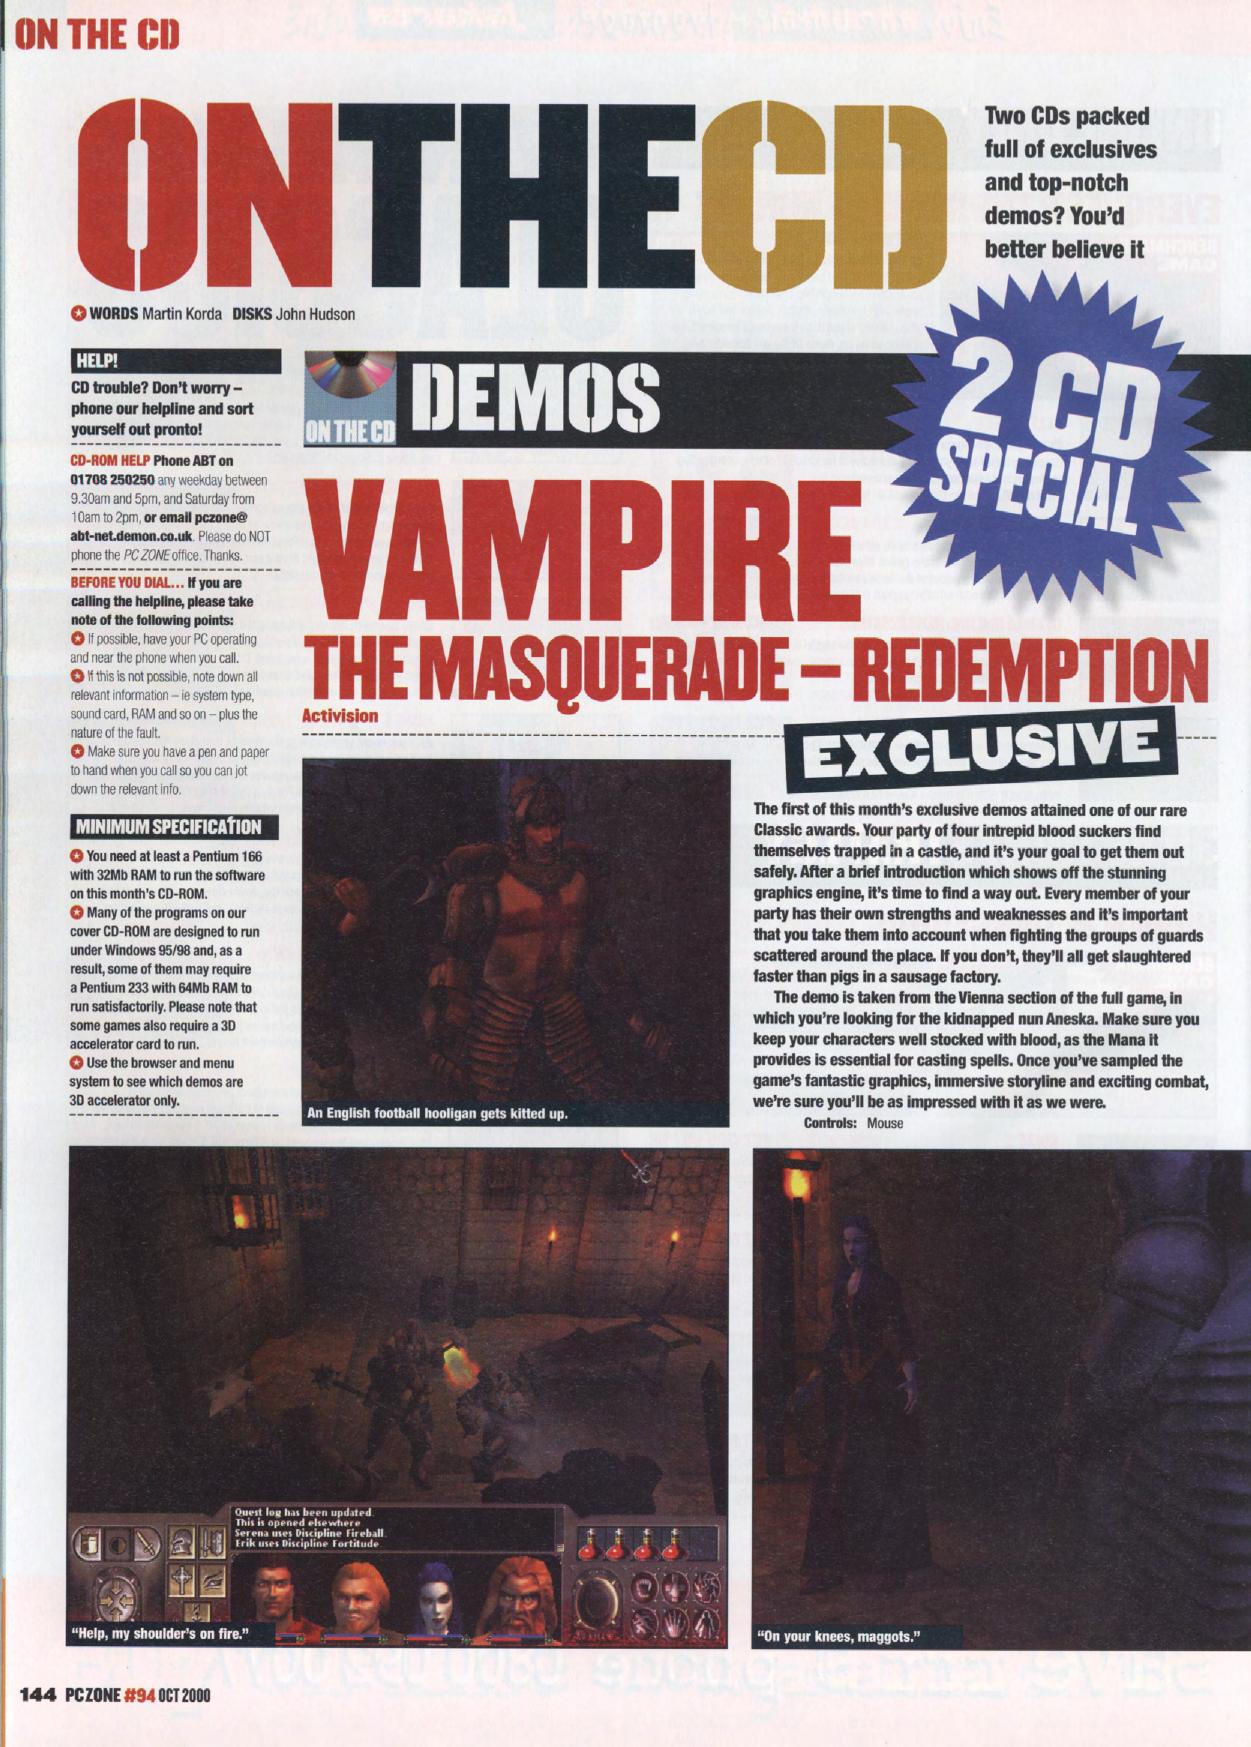 ON THE CD
ONTHECD
Two CDs packed
full of exclusives
and top-notch
demos? You'd
better believe it
WORDS Martin Korda DISKS John Hudson
2 CD
SPECIAL
HELP!
CD trouble? Don't worry –
phone our helpline and sort
yourself out pronto!
CD-ROM HELP Phone ABT on
01708 250250 any weekday between
9.30am and 5pm, and Saturday from
10am to 2pm, or email pczone@
abt-net.demon.co.uk. Please do NOT
phone the PC ZONE office. Thanks.
BEFORE YOU DIAL... If you are
calling the helpline, please take
note of the following points:
If possible, have your PC operating
and near the phone when you call.
If this is not possible, note down all
relevant information – ie system type,
sound card, RAM and so on – plus the
nature of the fault.
Make sure you have a pen and paper
to hand when you call so you can jot
down the relevant info.
MINIMUM SPECIFICATION
You need at least a Pentium 166
with 32Mb RAM to run the software
on this month's CD-ROM.
Many of the programs on our
cover CD-ROM are designed to run
under Windows 95/98 and, as a
result, some of them may require
a Pentium 233 with 64Mb RAM to
run satisfactorily. Please note that
some games also require a 3D
accelerator card to run.
Use the browser and menu
system to see which demos are
3D accelerator only.
ON THE CD
DEMOS
VAMPIRE
THE MASQUERADE – REDEMPTION
Activision
EXCLUSIVE
An English football hooligan gets kitted up.
The first of this month's exclusive demos attained one of our rare
Classic awards. Your party of four intrepid blood suckers find
themselves trapped in a castle, and it's your goal to get them out
safely. After a brief introduction which shows off the stunning
graphics engine, it's time to find a way out. Every member of your
party has their own strengths and weaknesses and it's important
that you take them into account when fighting the groups of guards
scattered around the place. If you don't, they'll all get slaughtered
faster than pigs in a sausage factory.
The demo is taken from the Vienna section of the full game, in
which you're looking for the kidnapped nun Aneska. Make sure you
keep your characters well stocked with blood, as the Mana it
provides is essential for casting spells. Once you've sampled the
game's fantastic graphics, immersive storyline and exciting combat,
we're sure you'll be as impressed with it as we were.
Controls: Mouse
Quest log has been updated.
This is opened elsewhere
Serena uses Discipline Fireball.
Erik uses Discipline Fortitude
"Help, my shoulder's on fire."
"On your knees, maggots."
144 PCZONE #94 OCT 2000